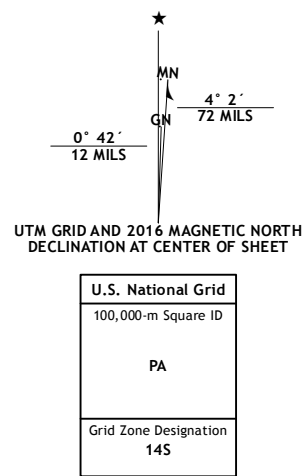 ★
MN
GN
4° 2´
72 MILS
0° 42´
12 MILS
UTM GRID AND 2016 MAGNETIC NORTH
DECLINATION AT CENTER OF SHEET
U.S. National Grid
100,000-m Square ID
PA
Grid Zone Designation
14S